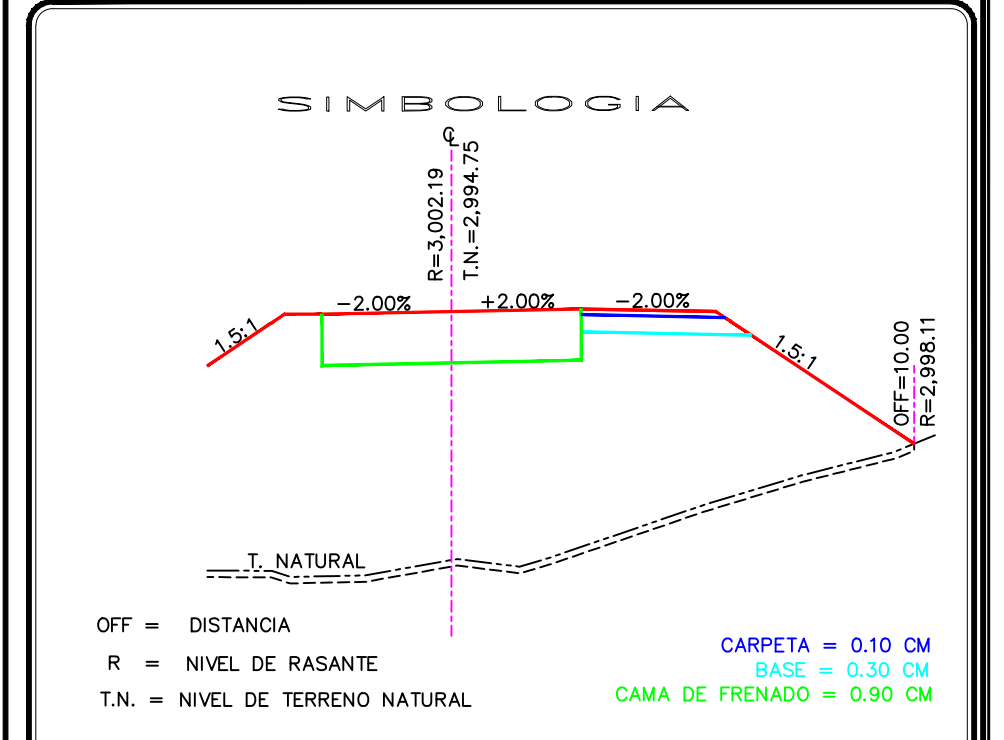 SIMBOLOGIA
℄
R=3,002.19
T.N.=2,994.75
-2.00%
+2.00%
-2.00%
1.5:1
1.5:1
OFF=10.00
R=2,998.11
T. NATURAL
OFF = DISTANCIA
R = NIVEL DE RASANTE
T.N. = NIVEL DE TERRENO NATURAL
CARPETA = 0.10 CM
BASE = 0.30 CM
CAMA DE FRENADO = 0.90 CM